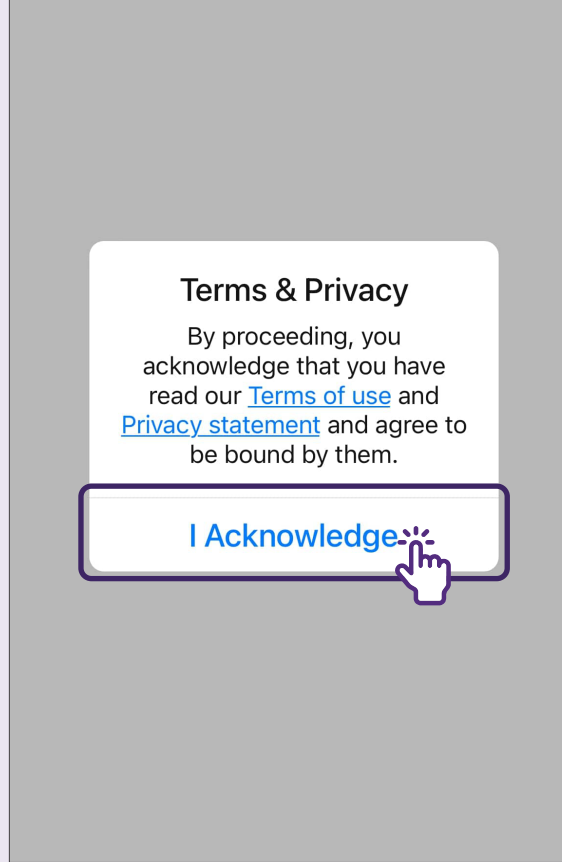 Terms & Privacy
By proceeding, you
acknowledge that you have
read our Terms of use and
Privacy statement and agree to
be bound by them.
I Acknowledge